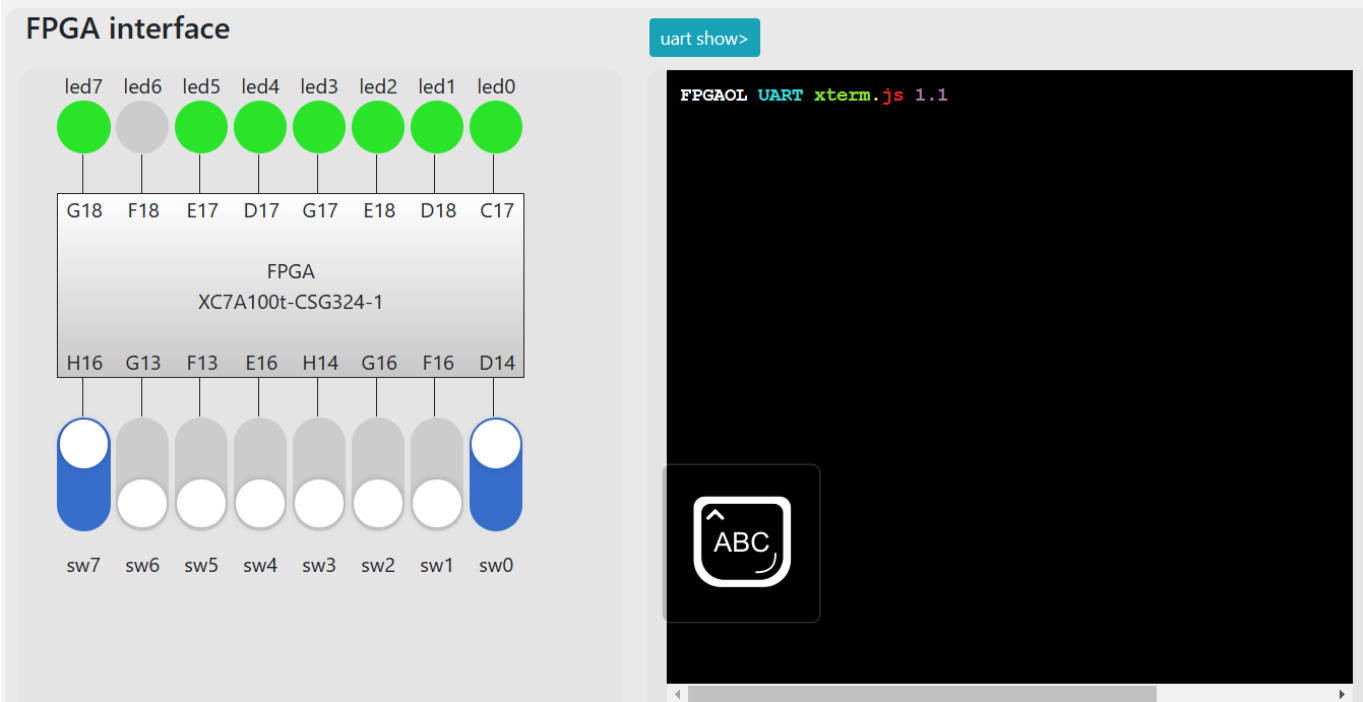 FPGA interface
uart show>
led7 led6 led5 led4 led3 led2 led1 led0
G18 F18 E17 D17 G17 E18 D18 C17
FPGA
XC7A100t-CSG324-1
H16 G13 F13 E16 H14 G16 F16 D14
sw7 sw6 sw5 sw4 sw3 sw2 sw1 sw0
FPGAOL UART xterm.js 1.1
ABC